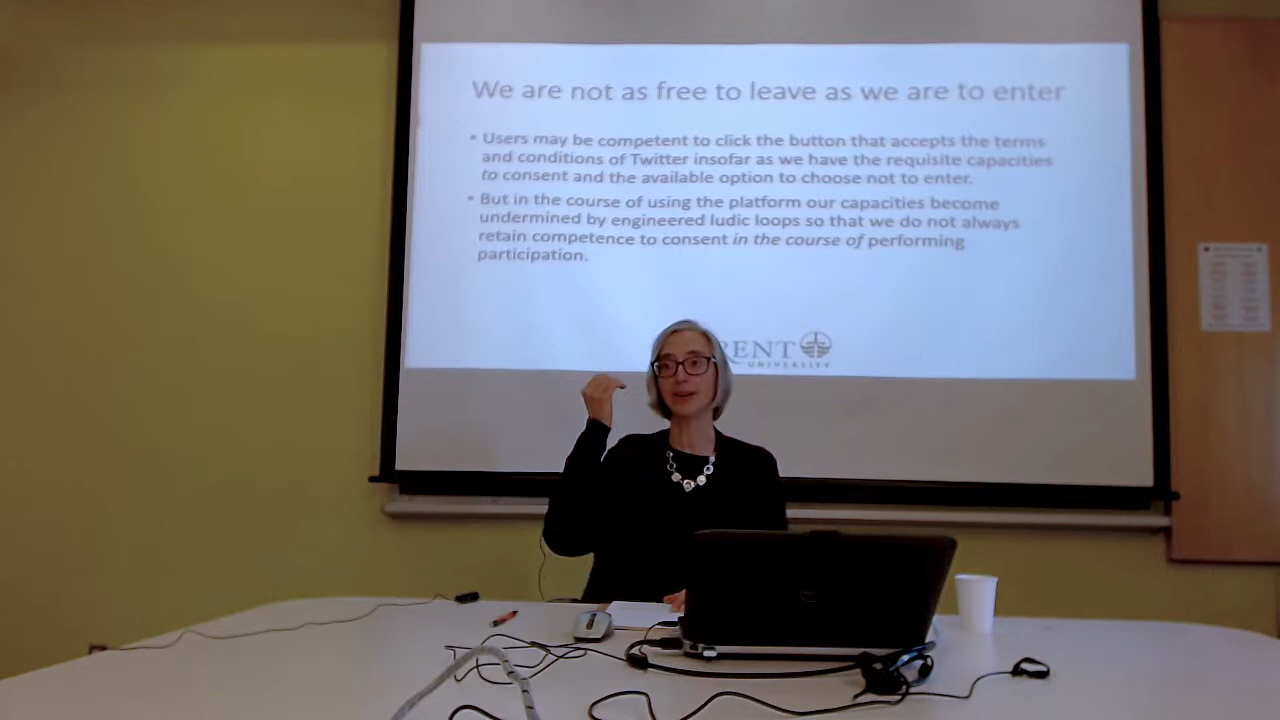 We are not as free to leave as we are to enter
• Users may be competent to click the button that accepts the terms
and conditions of Twitter insofar as we have the requisite capacities
to consent and the available option to choose not to enter.
• But in the course of using the platform our capacities become
undermined by engineered ludic loops so that we do not always
retain competence to consent in the course of performing
participation.
RENT
UNIVERSITY